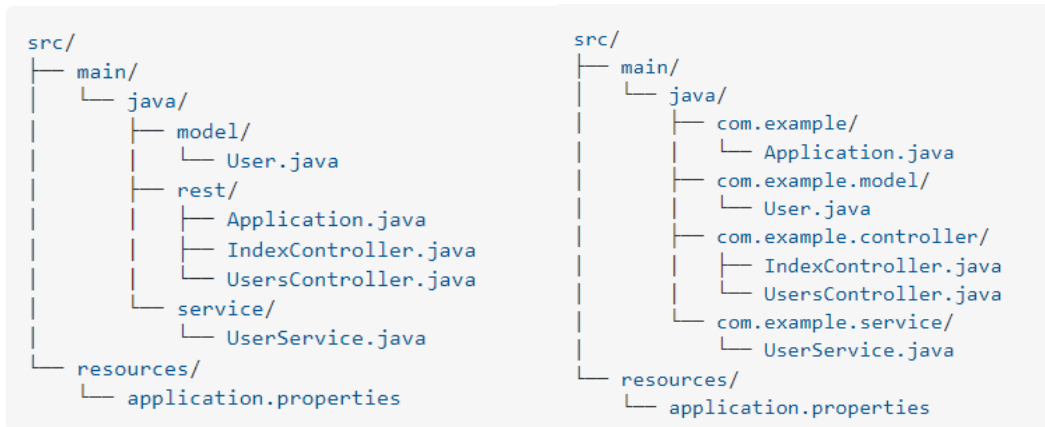 src/
├── main/
│   └── java/
│       ├── model/
│       │   └── User.java
│       ├── rest/
│       │   ├── Application.java
│       │   ├── IndexController.java
│       │   └── UsersController.java
│       └── service/
│           └── UserService.java
└── resources/
    └── application.properties
src/
├── main/
│   └── java/
│       ├── com.example/
│       │   └── Application.java
│       ├── com.example.model/
│       │   └── User.java
│       ├── com.example.controller/
│       │   ├── IndexController.java
│       │   └── UsersController.java
│       └── com.example.service/
│           └── UserService.java
└── resources/
    └── application.properties